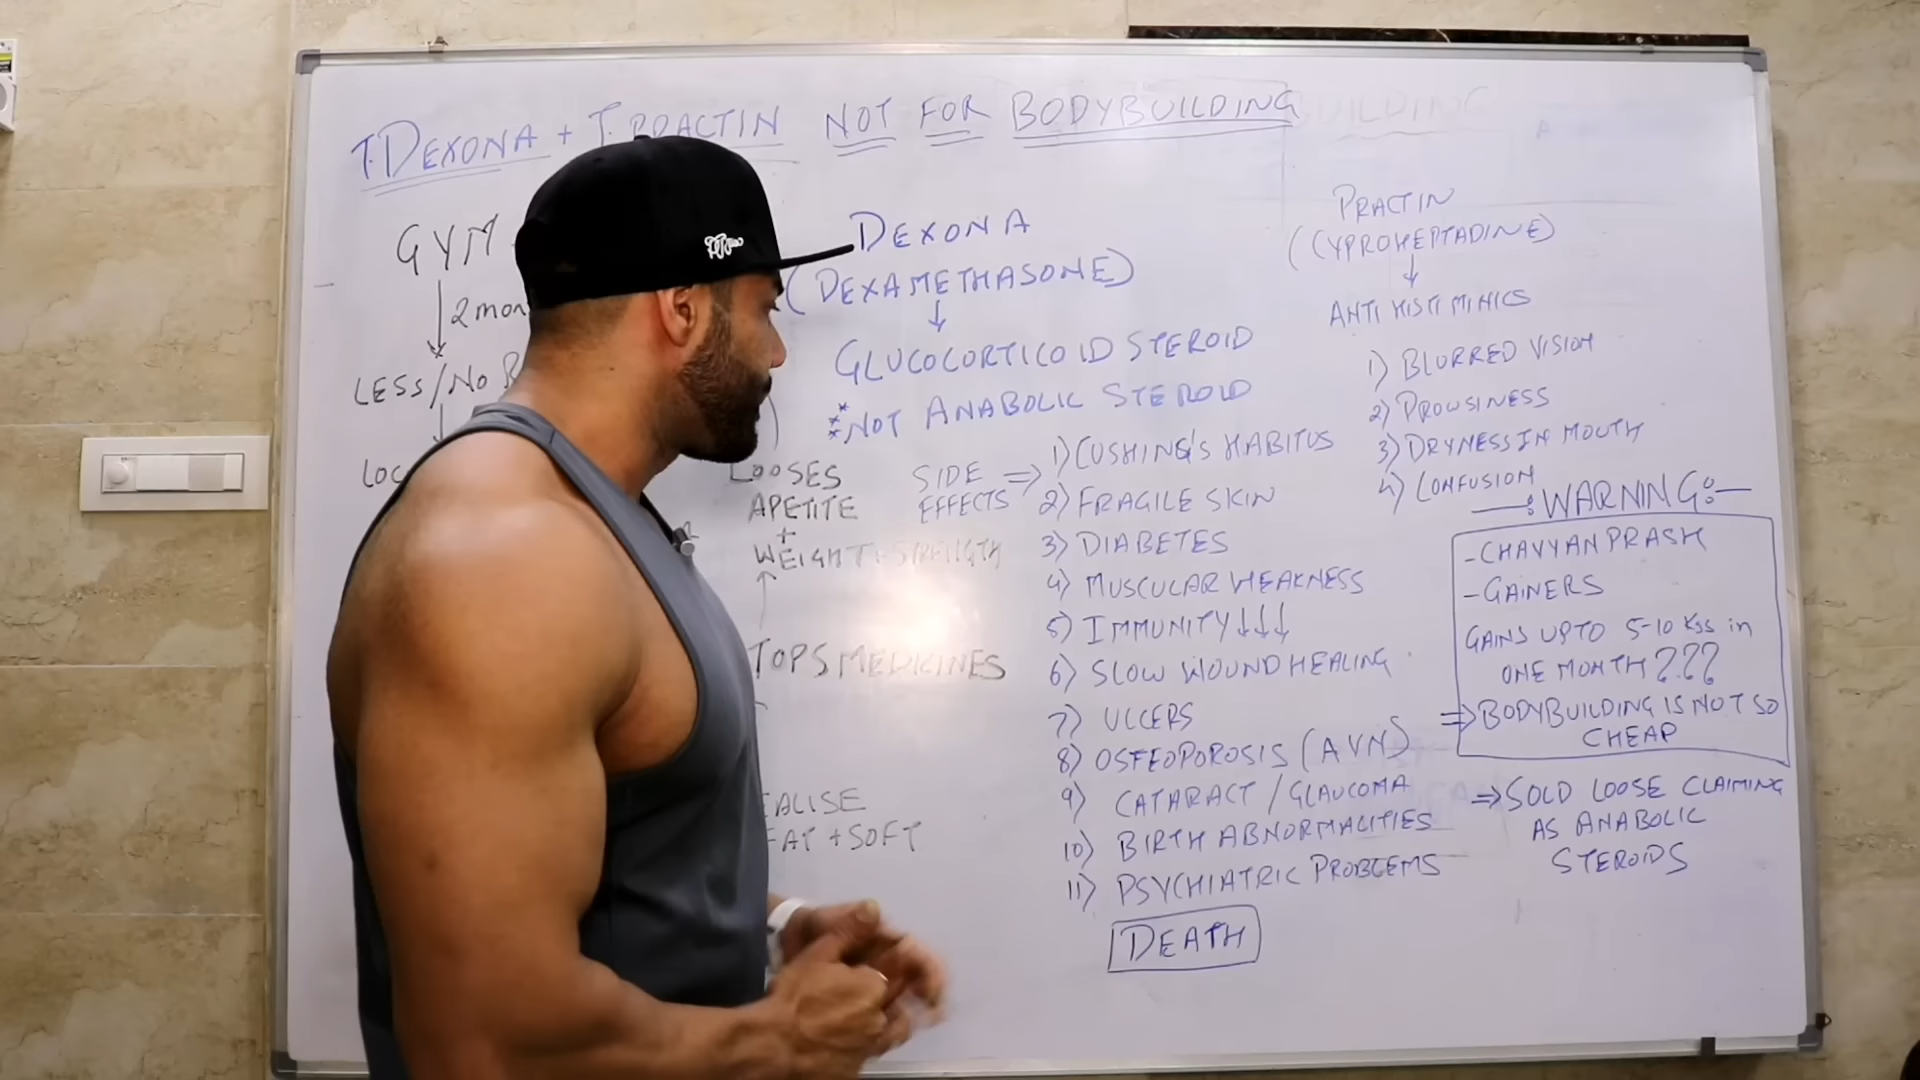 T.DEXONA + T.PRACTIN NOT FOR BODYBUILDING
GYM
2 mon
LESS/NO
LOC
LOOSES
APETITE
+
WEIGHT+STRENGTH
TOPS MEDICINES
EALISE
FAT + SOFT
DEXONA
(DEXAMETHASONE)
GLUCOCORTICOID STEROID
NOT ANABOLIC STEROID
SIDE
EFFECTS
1) CUSHING'S HABITUS
2) FRAGILE SKIN
3) DIABETES
4) MUSCULAR WEAKNESS
5) IMMUNITY ↓↓↓
6) SLOW WOUND HEALING
7) ULCERS
8) OSTEOPOROSIS (AVN)
9) CATARACT / GLAUCOMA
10) BIRTH ABNORMALITIES
11) PSYCHIATRIC PROBLEMS
DEATH
PRACTIN
(CYPROHEPTADINE)
ANTI HISTIMINICS
1) BLURRED VISION
2) DROWSINESS
3) DRYNESS IN MOUTH
4) CONFUSION
WARNING:-
-CHAVYANPRASH
-GAINERS
GAINS UPTO 5-10 Kgs in
ONE MONTH???
⇒BODYBUILDING IS NOT SO
CHEAP
⇒SOLD LOOSE CLAIMING
AS ANABOLIC
STEROIDS